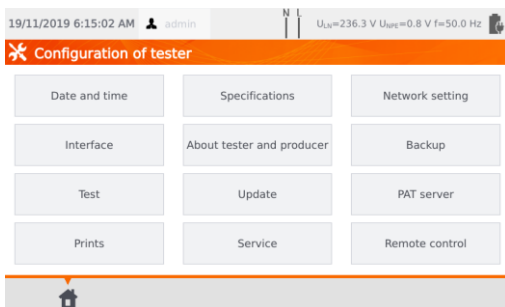 19/11/2019 6:15:02 AM admin N L ULN=236.3 V UNPE=0.8 V f=50.0 Hz
Configuration of tester
Date and time Specifications Network setting
Interface About tester and producer Backup
Test Update PAT server
Prints Service Remote control